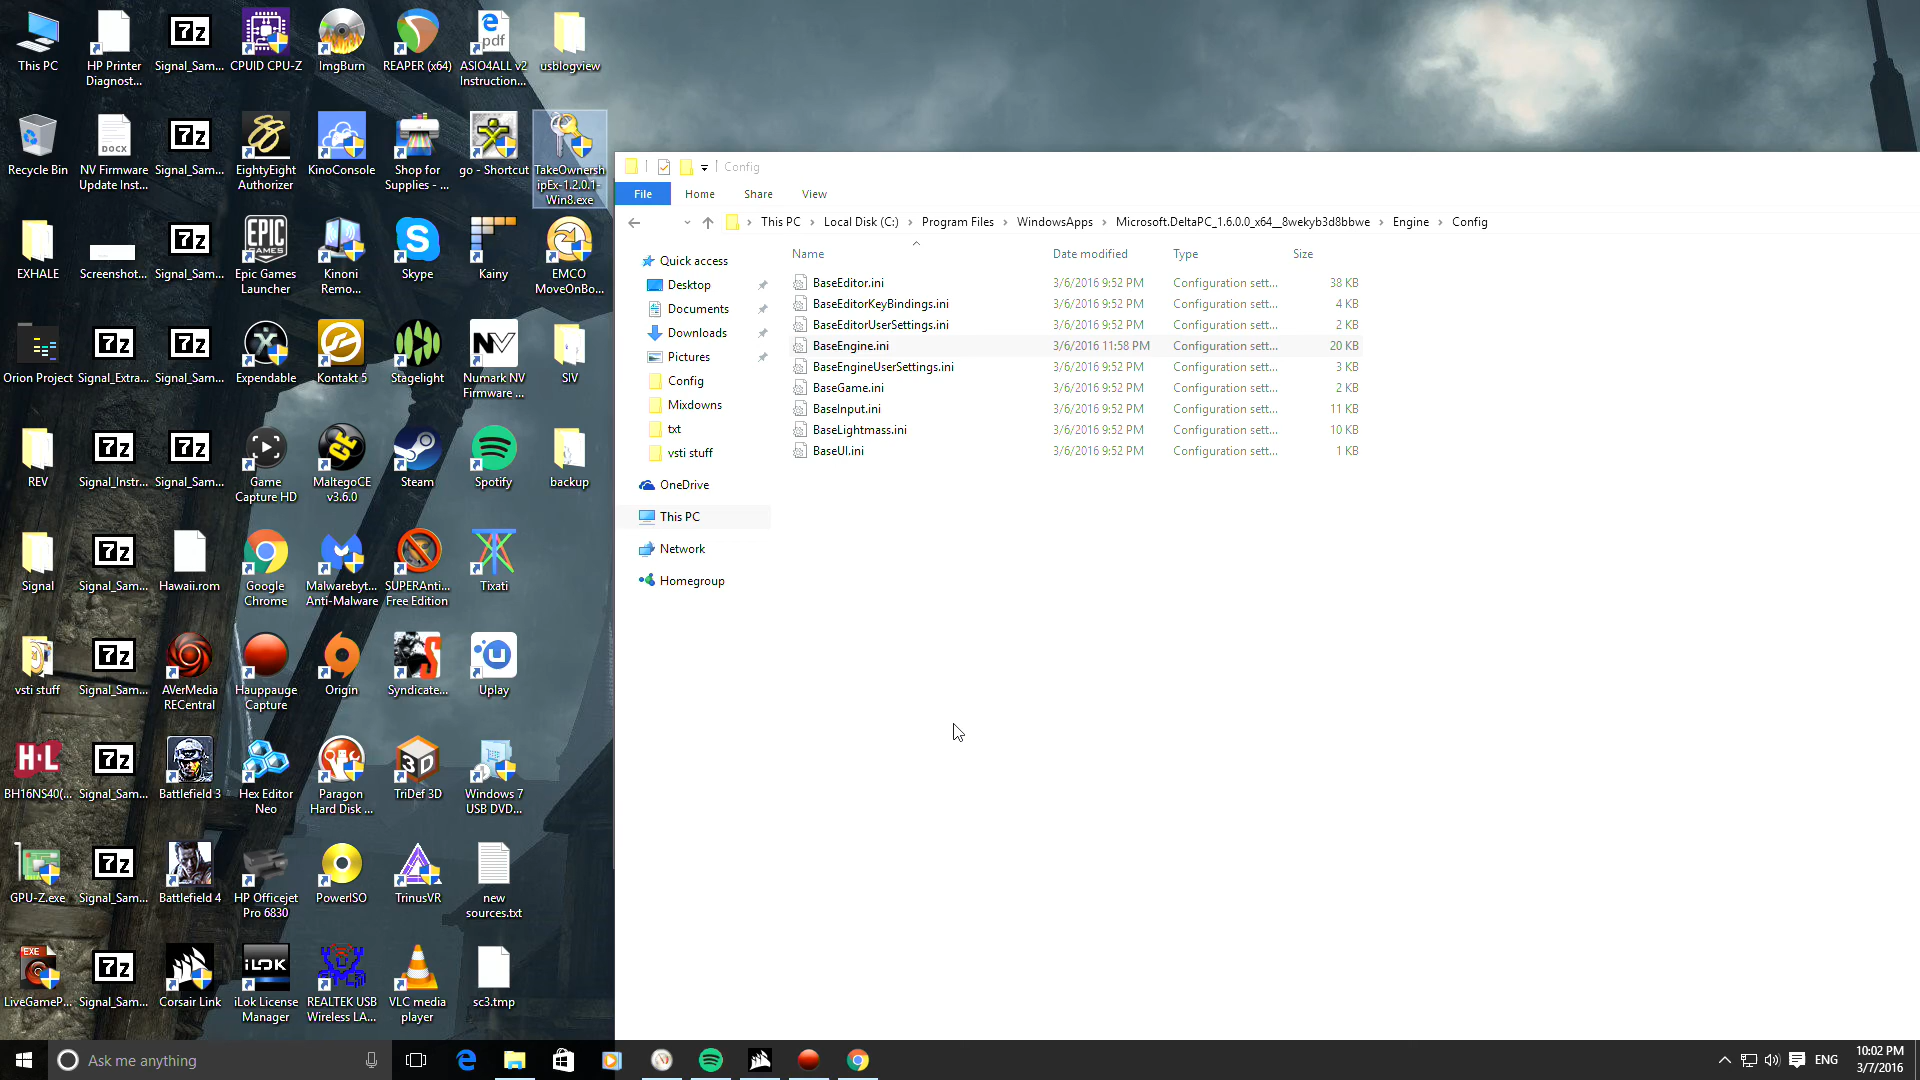 This PC
HP Printer
Diagnost...
Signal_Sam...
CPUID CPU-Z
ImgBurn
REAPER (x64)
ASIO4ALL v2
Instruction...
usblogview
Recycle Bin
NV Firmware
Update Inst...
Signal_Sam...
EightyEight
Authorizer
KinoConsole
Shop for
Supplies - ...
go - Shortcut
TakeOwnersh
ipEx-1.2.0.1-
Win8.exe
EXHALE
Screenshot...
Signal_Sam...
Epic Games
Launcher
Kinoni
Remo...
Skype
Kainy
EMCO
MoveOnBo...
Orion Project
Signal_Extra...
Signal_Sam...
Expendable
Kontakt 5
Stagelight
Numark NV
Firmware ...
SIV
REV
Signal_Instr...
Signal_Sam...
Game
Capture HD
MaltegoCE
v3.6.0
Steam
Spotify
backup
Signal
Signal_Sam...
Hawaii.rom
Google
Chrome
Malwarebyt...
Anti-Malware
SUPERAnti...
Free Edition
Tixati
vsti stuff
Signal_Sam...
AVerMedia
RECentral
Hauppauge
Capture
Origin
Syndicate...
Uplay
BH16NS40(...
Signal_Sam...
Battlefield 3
Hex Editor
Neo
Paragon
Hard Disk ...
TriDef 3D
Windows 7
USB DVD...
GPU-Z.exe
Signal_Sam...
Battlefield 4
HP Officejet
Pro 6830
PowerISO
TrinusVR
new
sources.txt
LiveGameP...
Signal_Sam...
Corsair Link
iLok License
Manager
REALTEK USB
Wireless LA...
VLC media
player
sc3.tmp
Config
File Home Share View
This PC > Local Disk (C:) > Program Files > WindowsApps > Microsoft.DeltaPC_1.6.0.0_x64__8wekyb3d8bbwe > Engine > Config
Quick access
Desktop
Documents
Downloads
Pictures
Config
Mixdowns
txt
vsti stuff
OneDrive
This PC
Network
Homegroup
Name Date modified Type Size
BaseEditor.ini 3/6/2016 9:52 PM Configuration sett... 38 KB
BaseEditorKeyBindings.ini 3/6/2016 9:52 PM Configuration sett... 4 KB
BaseEditorUserSettings.ini 3/6/2016 9:52 PM Configuration sett... 2 KB
BaseEngine.ini 3/6/2016 11:58 PM Configuration sett... 20 KB
BaseEngineUserSettings.ini 3/6/2016 9:52 PM Configuration sett... 3 KB
BaseGame.ini 3/6/2016 9:52 PM Configuration sett... 2 KB
BaseInput.ini 3/6/2016 9:52 PM Configuration sett... 11 KB
BaseLightmass.ini 3/6/2016 9:52 PM Configuration sett... 10 KB
BaseUI.ini 3/6/2016 9:52 PM Configuration sett... 1 KB
Ask me anything
ENG
10:02 PM
3/7/2016